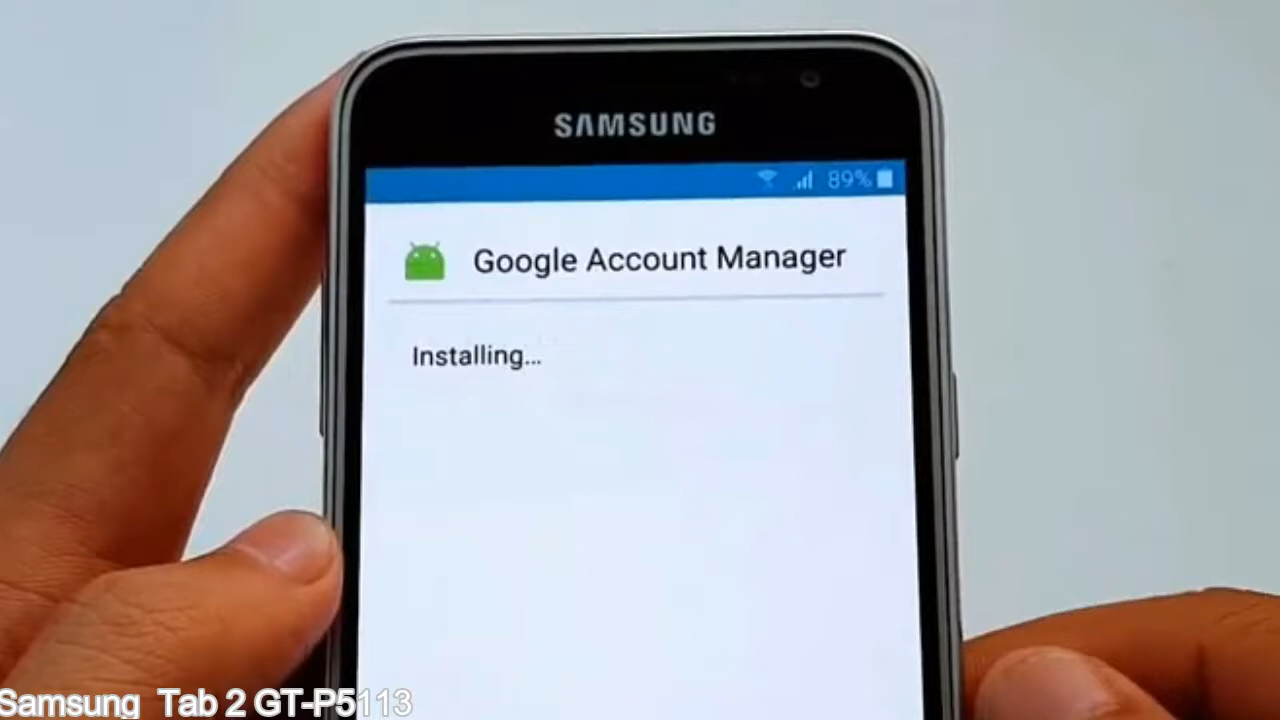 SAMSUNG
89%
Google Account Manager
Installing...
Samsung Tab 2 GT-P5113